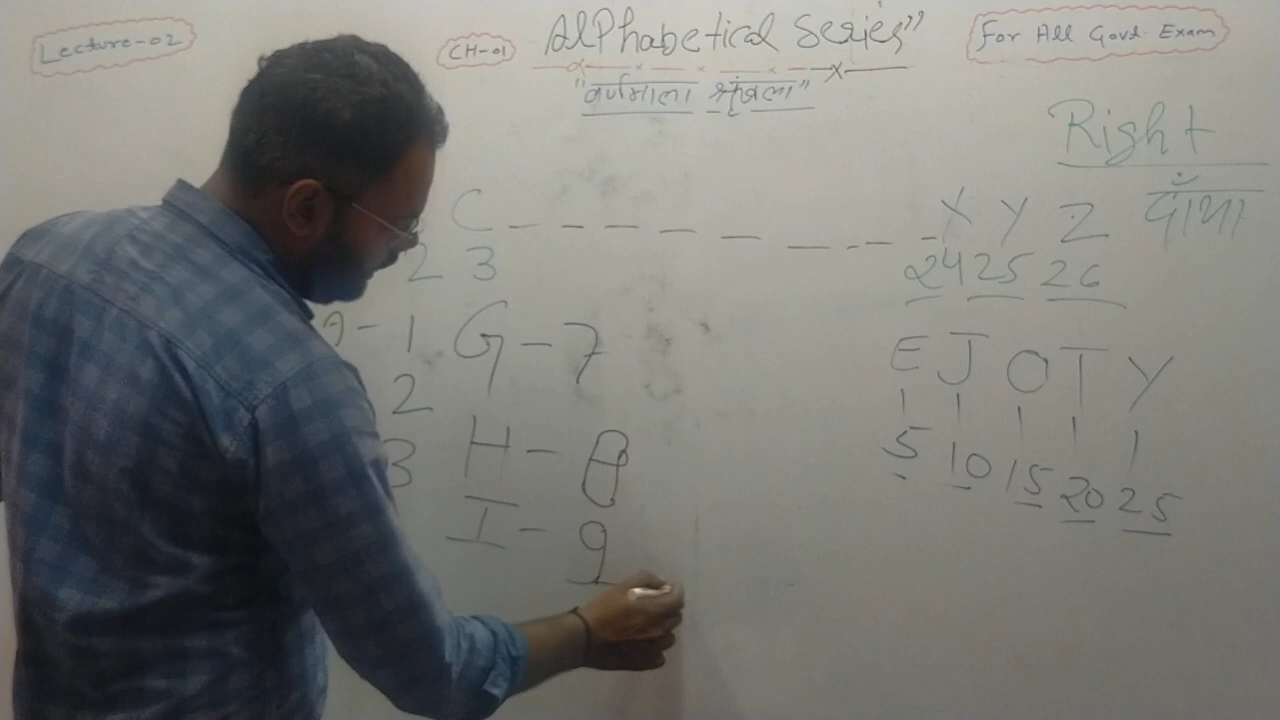 Lecture-02
CH-01
AlPhabetical Series"
For All Govt. Exam
"वर्णमाला श्रृंखला"
Right
दाँया
C - - - - - - - - X Y Z
2 3 24 25 26
A - 1 G - 7
2
H - 8
3
I - 9
E J O T Y
5 10 15 20 25